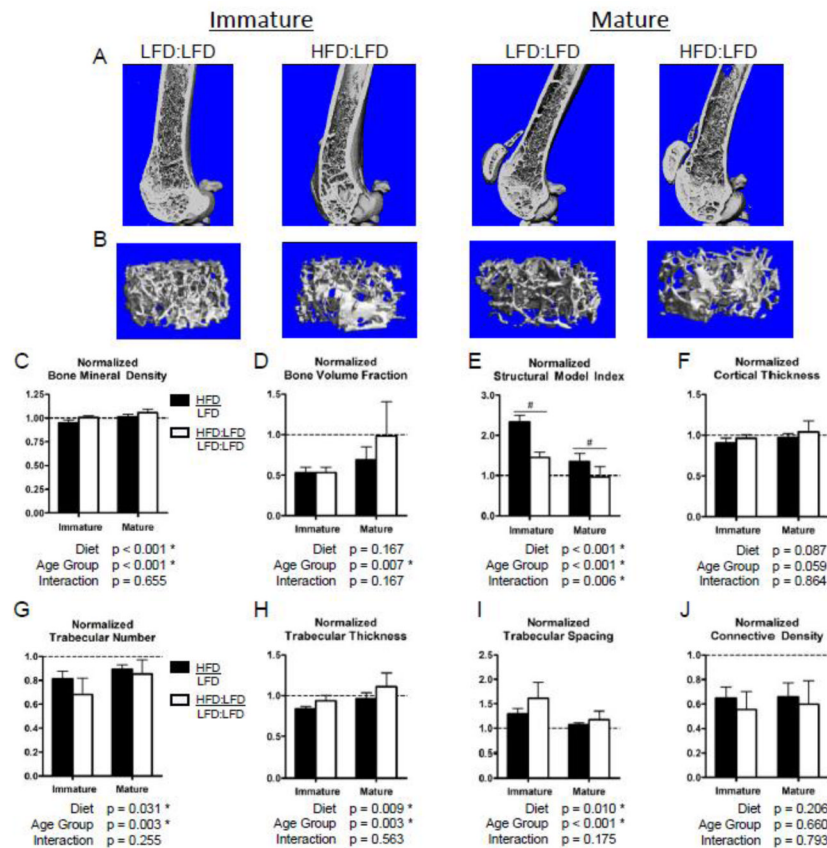 Immature Mature
LFD:LFD HFD:LFD LFD:LFD HFD:LFD
A
B
C Normalized Bone Mineral Density
1.25
1.00
0.75
0.50
0.25
0.00
HFD
LFD
HFD:LFD
LFD:LFD
Immature Mature
Diet p < 0.001 *
Age Group p < 0.001 *
Interaction p = 0.655
D Normalized Bone Volume Fraction
1.5
1.0
0.5
0.0
Immature Mature
Diet p = 0.167
Age Group p = 0.007 *
Interaction p = 0.167
E Normalized Structural Model Index
3.0
2.0
1.0
0.0
# #
Immature Mature
Diet p < 0.001 *
Age Group p < 0.001 *
Interaction p = 0.006 *
F Normalized Cortical Thickness
1.5
1.0
0.5
0.0
Immature Mature
Diet p = 0.087
Age Group p = 0.059
Interaction p = 0.864
G Normalized Trabecular Number
1.0
0.8
0.6
0.4
0.2
0.0
HFD
LFD
HFD:LFD
LFD:LFD
Immature Mature
Diet p = 0.031 *
Age Group p = 0.003 *
Interaction p = 0.255
H Normalized Trabecular Thickness
1.5
1.0
0.5
0.0
Immature Mature
Diet p = 0.009 *
Age Group p = 0.003 *
Interaction p = 0.563
I Normalized Trabecular Spacing
2.5
2.0
1.5
1.0
0.5
0.0
Immature Mature
Diet p = 0.010 *
Age Group p < 0.001 *
Interaction p = 0.175
J Normalized Connective Density
1.0
0.8
0.6
0.4
0.2
0.0
Immature Mature
Diet p = 0.206
Age Group p = 0.660
Interaction p = 0.793